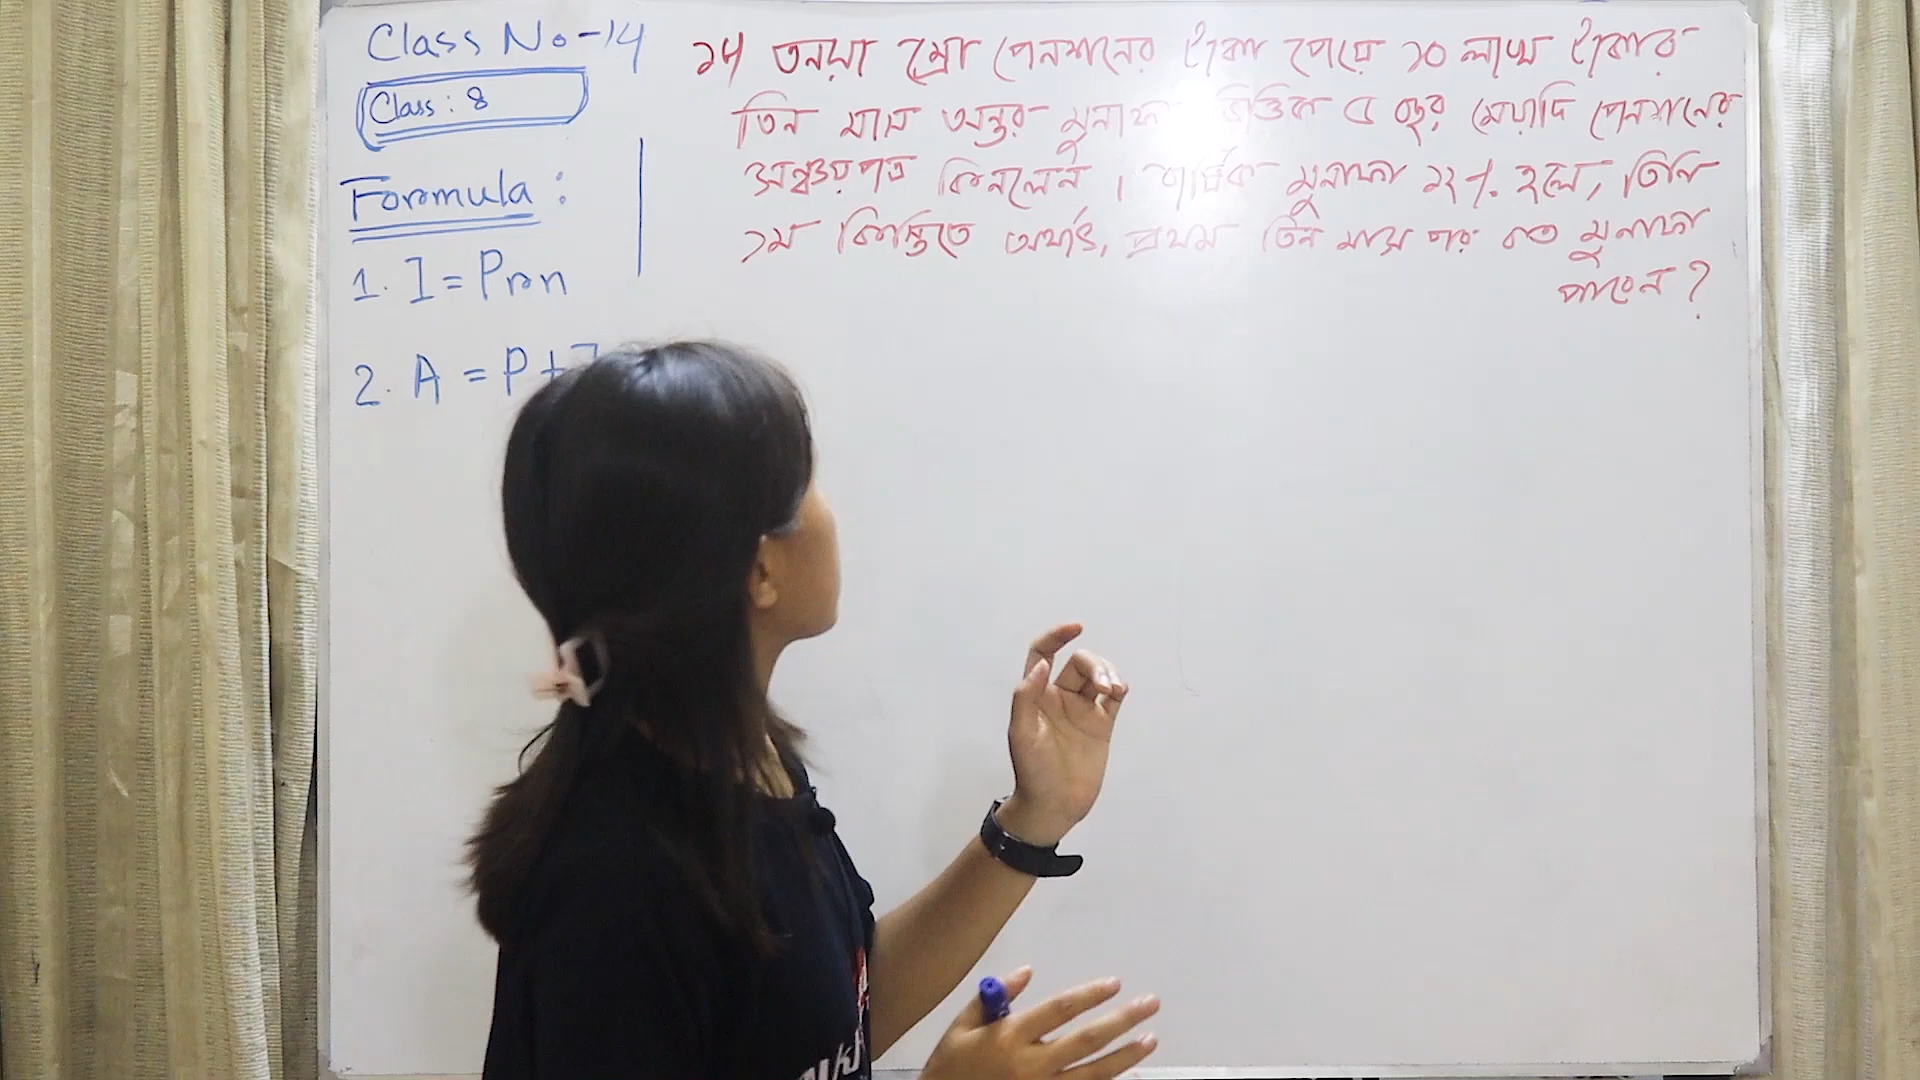 Class No-14
Class: 8
Formula:
1. I = Prn
2. A = P+I
১৪ তনয়া ম্রো পেনশনের টাকা পেয়ে ১০ লাখ টাকার
তিন মাস অন্তর মুনাফা ভিত্তিক ৫ বছর মেয়াদি পেনশনের
সঞ্চয়পত্র কিনলেন। বার্ষিক মুনাফা ১২% হলে, তিনি
১ম কিস্তিতে অর্থাৎ, প্রথম তিন মাস পর কত মুনাফা
পাবেন?